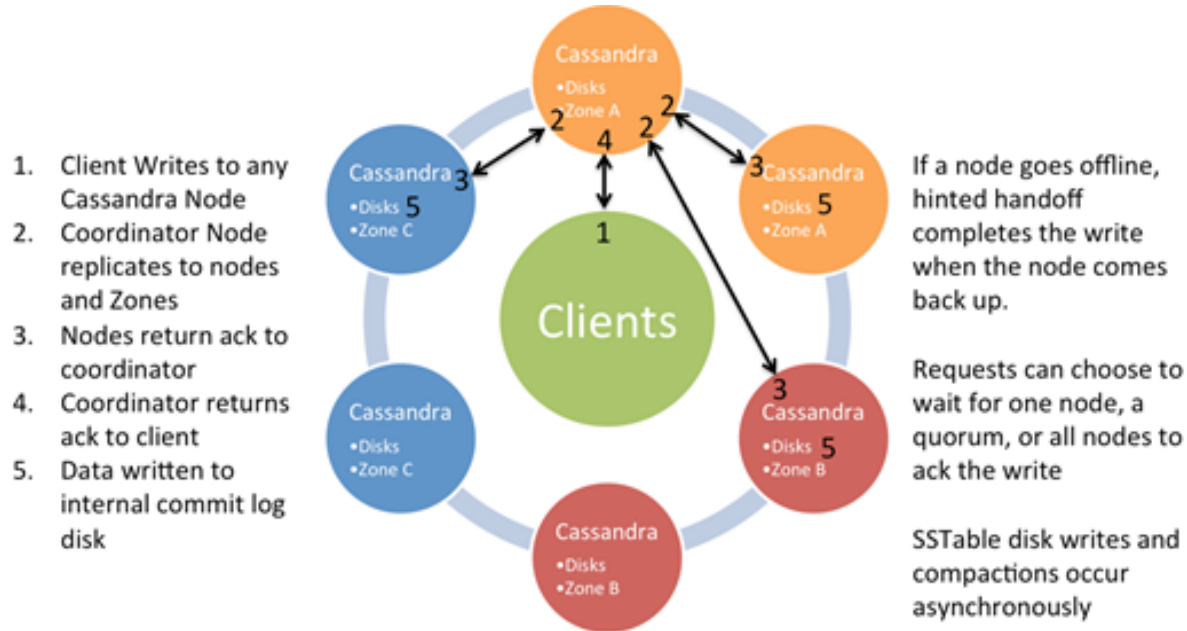 1. Client Writes to any
Cassandra Node
2. Coordinator Node
replicates to nodes
and Zones
3. Nodes return ack to
coordinator
4. Coordinator returns
ack to client
5. Data written to
internal commit log
disk
Cassandra
•Disks
•Zone A
2
4
2
2
Cassandra
3
•Disks 5
•Zone C
3
Cassandra
•Disks 5
•Zone A
1
Clients
Cassandra
•Disks
•Zone C
3
Cassandra
•Disks 5
•Zone B
Cassandra
•Disks
•Zone B
If a node goes offline,
hinted handoff
completes the write
when the node comes
back up.
Requests can choose to
wait for one node, a
quorum, or all nodes to
ack the write
SSTable disk writes and
compactions occur
asynchronously